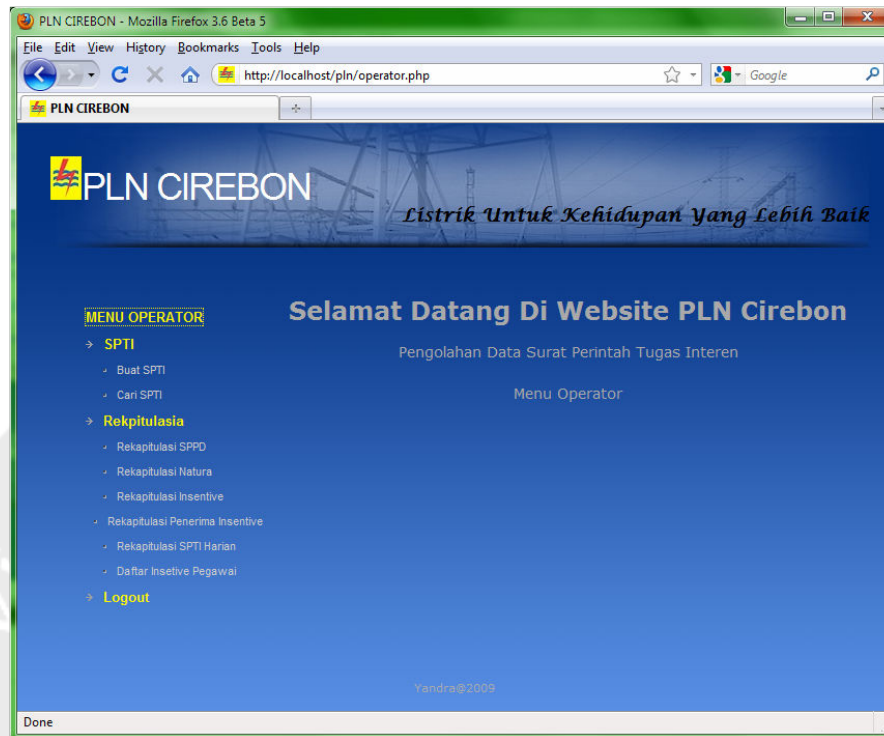 PLN CIREBON - Mozilla Firefox 3.6 Beta 5
File Edit View History Bookmarks Tools Help
http://localhost/pln/operator.php
Google
PLN CIREBON
PLN CIREBON
Listrik Untuk Kehidupan Yang Lebih Baik
MENU OPERATOR
SPTI
Buat SPTI
Cari SPTI
Rekpitulasia
Rekapitulasi SPPD
Rekapitulasi Natura
Rekapitulasi Insentive
Rekapitulasi Penerima Insentive
Rekapitulasi SPTI Harian
Daftar Insetive Pegawai
Logout
Selamat Datang Di Website PLN Cirebon
Pengolahan Data Surat Perintah Tugas Interen
Menu Operator
Yandra@2009
Done